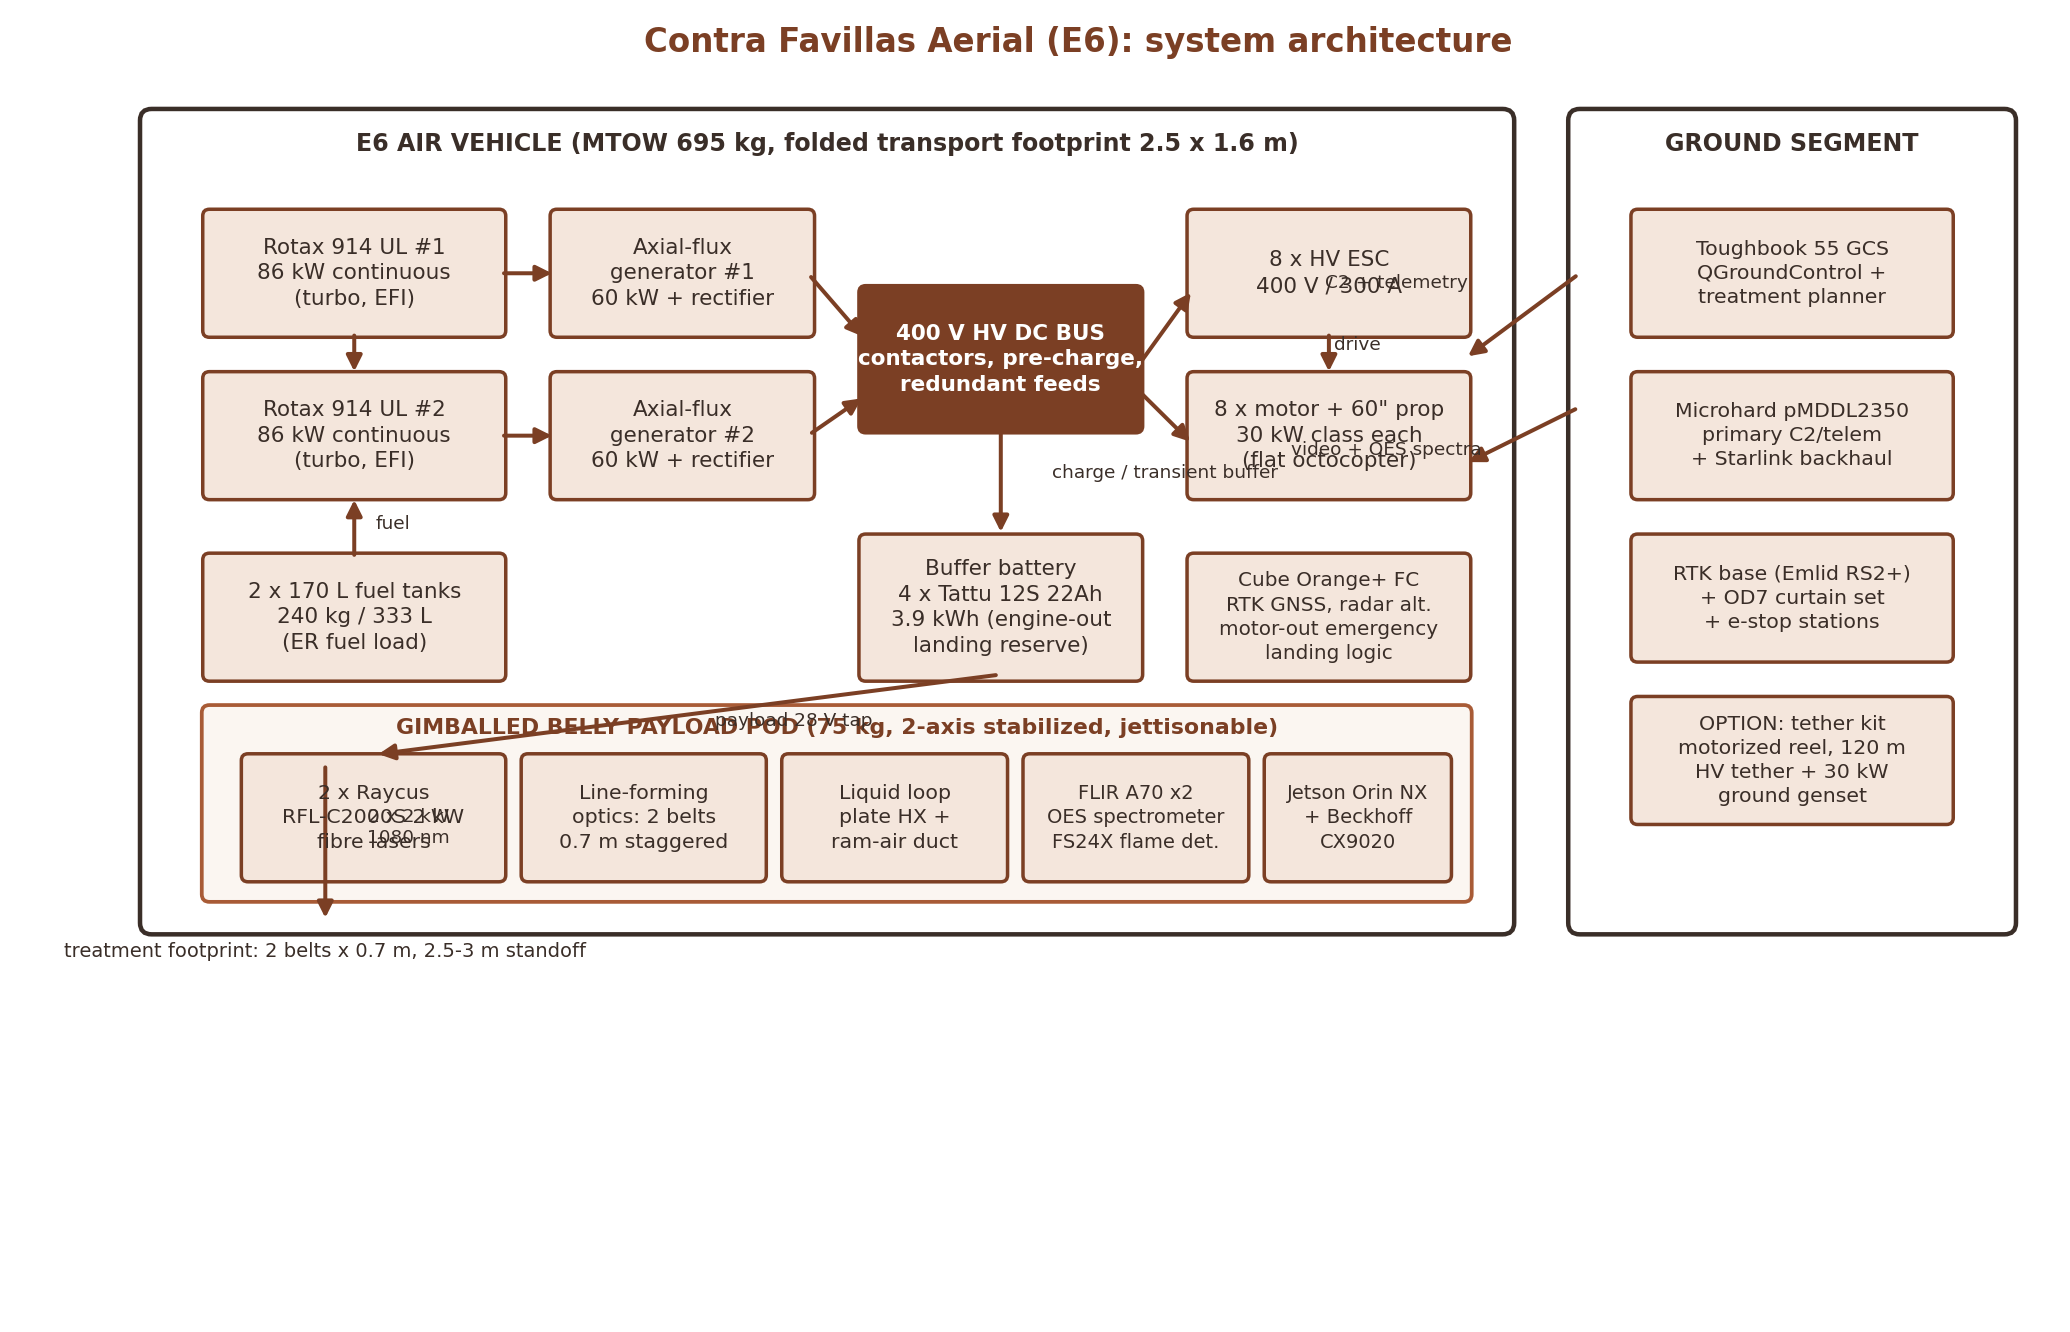 Contra Favillas Aerial (E6): system architecture
E6 AIR VEHICLE (MTOW 695 kg, folded transport footprint 2.5 x 1.6 m)
Rotax 914 UL #1
86 kW continuous
(turbo, EFI)
Axial-flux
generator #1
60 kW + rectifier
400 V HV DC BUS
contactors, pre-charge,
redundant feeds
8 x HV ESC
400 V / 300 A
C2 + telemetry
drive
Rotax 914 UL #2
86 kW continuous
(turbo, EFI)
Axial-flux
generator #2
60 kW + rectifier
8 x motor + 60" prop
30 kW class each
(flat octocopter)
video + OES spectra
charge / transient buffer
fuel
2 x 170 L fuel tanks
240 kg / 333 L
(ER fuel load)
Buffer battery
4 x Tattu 12S 22Ah
3.9 kWh (engine-out
landing reserve)
Cube Orange+ FC
RTK GNSS, radar alt.
motor-out emergency
landing logic
payload 28 V tap
GIMBALLED BELLY PAYLOAD POD (75 kg, 2-axis stabilized, jettisonable)
2 x Raycus
RFL-C2000S 2 kW
fibre lasers
2 x 2 kW
1080 nm
Line-forming
optics: 2 belts
0.7 m staggered
Liquid loop
plate HX +
ram-air duct
FLIR A70 x2
OES spectrometer
FS24X flame det.
Jetson Orin NX
+ Beckhoff
CX9020
treatment footprint: 2 belts x 0.7 m, 2.5-3 m standoff
GROUND SEGMENT
Toughbook 55 GCS
QGroundControl +
treatment planner
Microhard pMDDL2350
primary C2/telem
+ Starlink backhaul
RTK base (Emlid RS2+)
+ OD7 curtain set
+ e-stop stations
OPTION: tether kit
motorized reel, 120 m
HV tether + 30 kW
ground genset